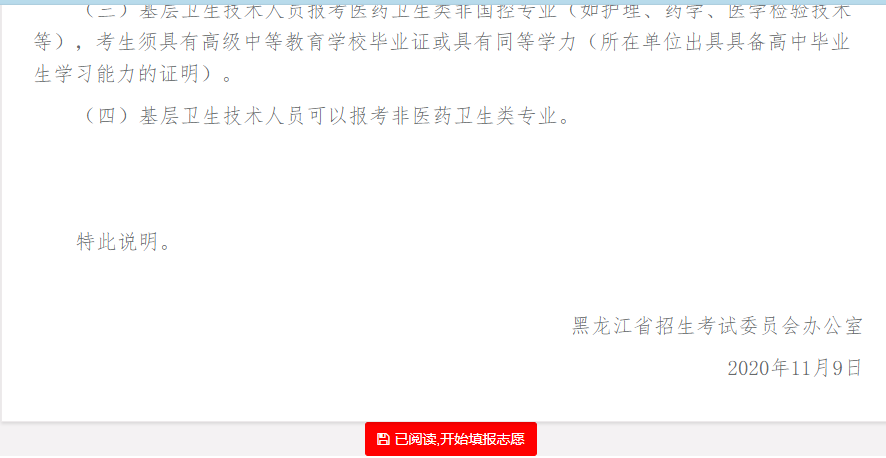 （三）基层卫生技术人员报考医药卫生类非国控专业（如护理、药学、医学检验技术
等），考生须具有高级中等教育学校毕业证或具有同等学力（所在单位出具具备高中毕业
生学习能力的证明）。
（四）基层卫生技术人员可以报考非医药卫生类专业。
特此说明。
黑龙江省招生考试委员会办公室
2020年11月9日
已阅读,开始填报志愿